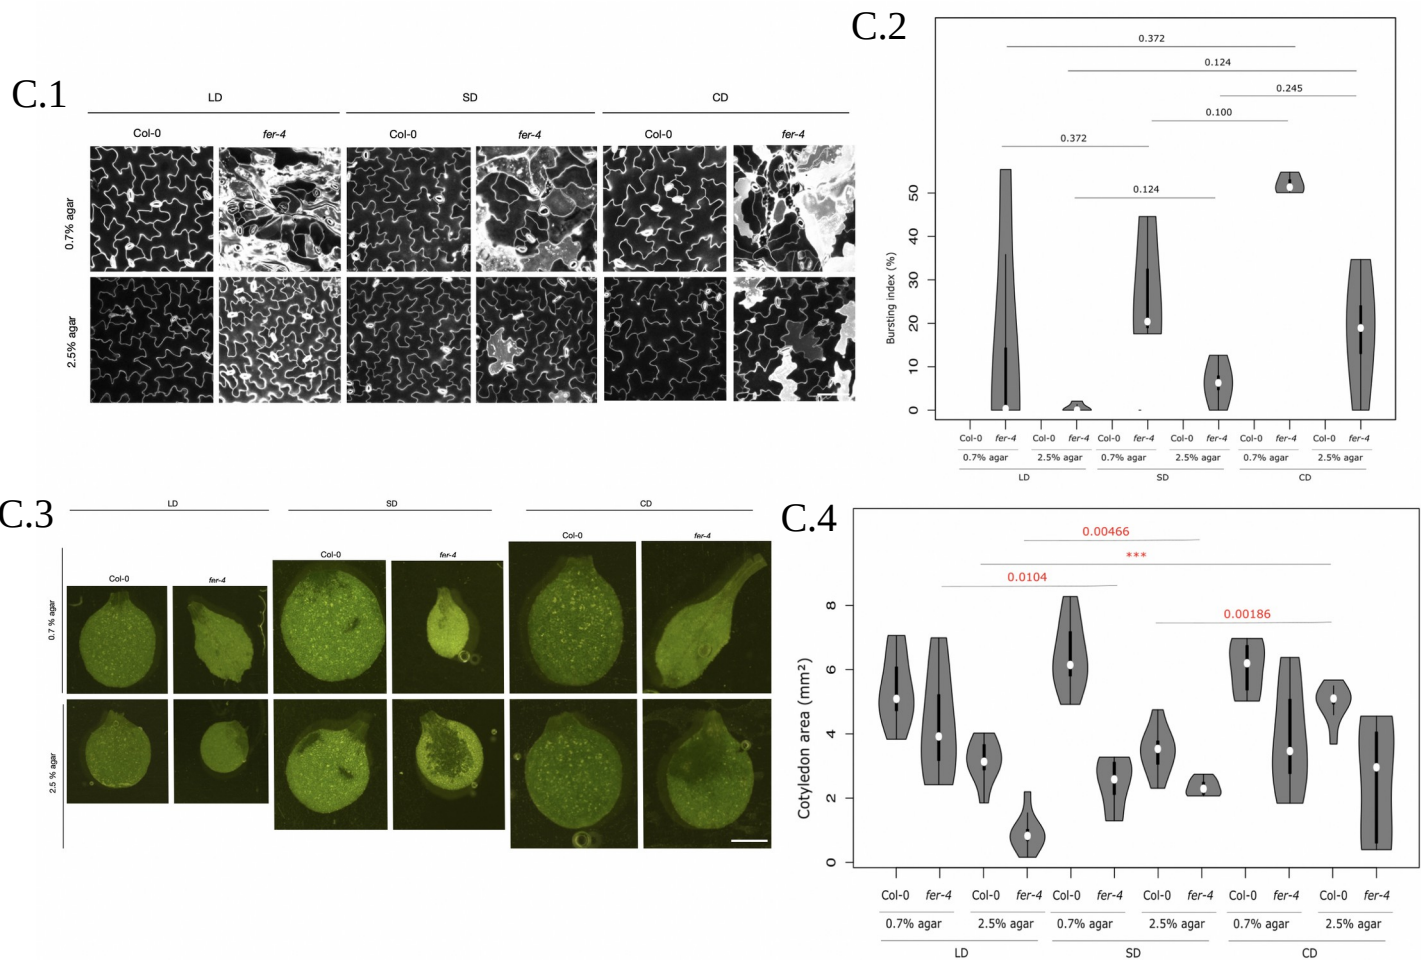 C.1
LD SD CD
Col-0 fer-4 Col-0 fer-4 Col-0 fer-4
0.7% agar
2.5% agar
C.2
0.372
0.124
0.245
0.100
0.372
0.124
Bursting index (%)
50
40
30
20
10
0
Col-0 fer-4 Col-0 fer-4 Col-0 fer-4 Col-0 fer-4 Col-0 fer-4 Col-0 fer-4
0.7% agar 2.5% agar 0.7% agar 2.5% agar 0.7% agar 2.5% agar
LD SD CD
C.3
LD SD CD
Col-0 fer-4 Col-0 fer-4 Col-0 fer-4
0.7 % agar
2.5 % agar
C.4
0.00466
***
0.0104
0.00186
Cotyledon area (mm²)
8
6
4
2
0
Col-0 fer-4 Col-0 fer-4 Col-0 fer-4 Col-0 fer-4 Col-0 fer-4 Col-0 fer-4
0.7% agar 2.5% agar 0.7% agar 2.5% agar 0.7% agar 2.5% agar
LD SD CD